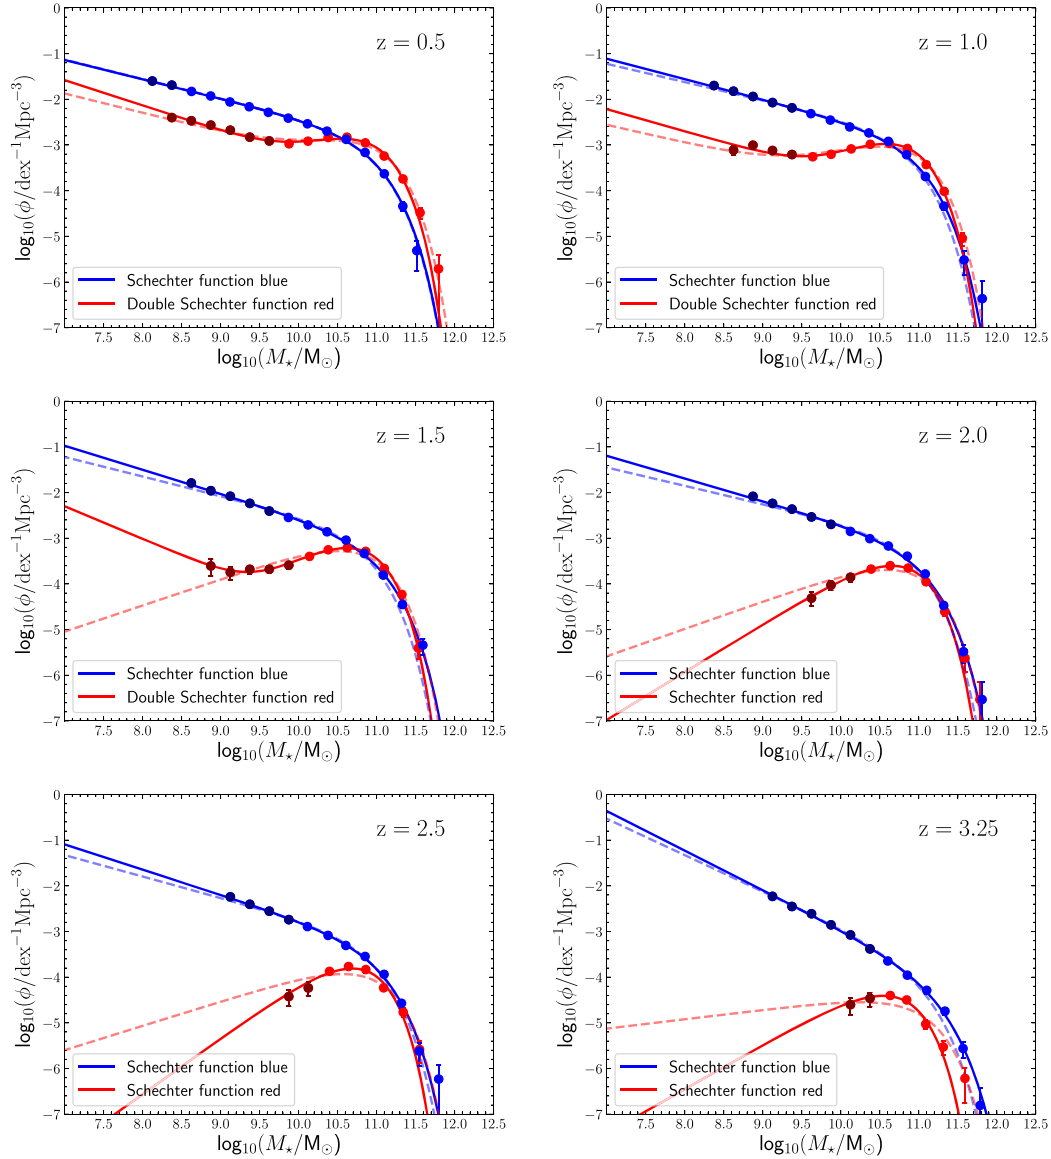 z = 0.5
log₁₀(ϕ/dex⁻¹Mpc⁻³)
0
−1
−2
−3
−4
−5
−6
−7
Schechter function blue
Double Schechter function red
7.5 8.0 8.5 9.0 9.5 10.0 10.5 11.0 11.5 12.0 12.5
log₁₀(M⋆/M⊙)
z = 1.0
log₁₀(ϕ/dex⁻¹Mpc⁻³)
0
−1
−2
−3
−4
−5
−6
−7
Schechter function blue
Double Schechter function red
7.5 8.0 8.5 9.0 9.5 10.0 10.5 11.0 11.5 12.0 12.5
log₁₀(M⋆/M⊙)
z = 1.5
log₁₀(ϕ/dex⁻¹Mpc⁻³)
0
−1
−2
−3
−4
−5
−6
−7
Schechter function blue
Double Schechter function red
7.5 8.0 8.5 9.0 9.5 10.0 10.5 11.0 11.5 12.0 12.5
log₁₀(M⋆/M⊙)
z = 2.0
log₁₀(ϕ/dex⁻¹Mpc⁻³)
0
−1
−2
−3
−4
−5
−6
−7
Schechter function blue
Schechter function red
7.5 8.0 8.5 9.0 9.5 10.0 10.5 11.0 11.5 12.0 12.5
log₁₀(M⋆/M⊙)
z = 2.5
log₁₀(ϕ/dex⁻¹Mpc⁻³)
0
−1
−2
−3
−4
−5
−6
−7
Schechter function blue
Schechter function red
7.5 8.0 8.5 9.0 9.5 10.0 10.5 11.0 11.5 12.0 12.5
log₁₀(M⋆/M⊙)
z = 3.25
log₁₀(ϕ/dex⁻¹Mpc⁻³)
0
−1
−2
−3
−4
−5
−6
−7
Schechter function blue
Schechter function red
7.5 8.0 8.5 9.0 9.5 10.0 10.5 11.0 11.5 12.0 12.5
log₁₀(M⋆/M⊙)